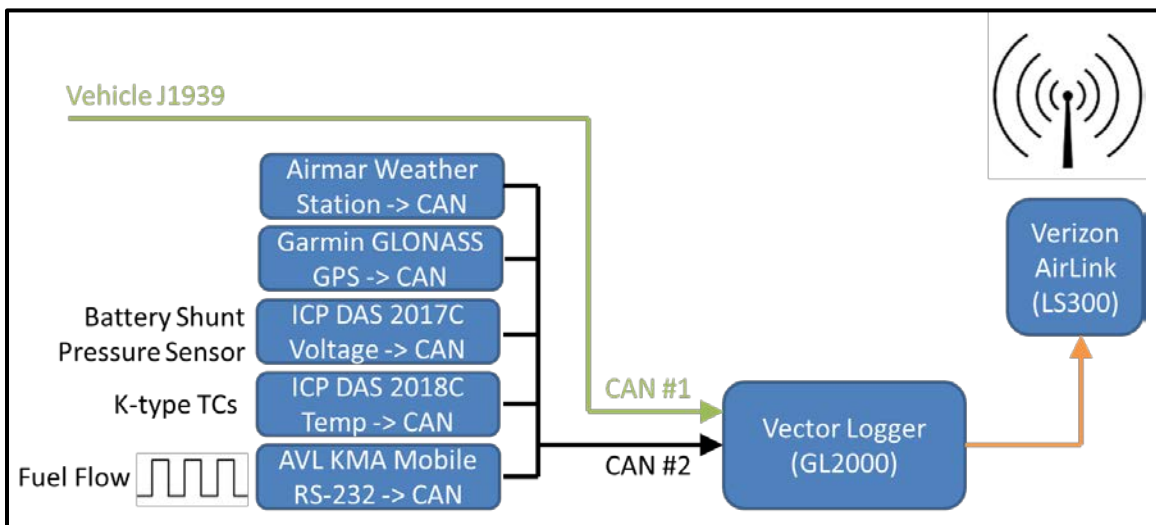 Vehicle J1939
Airmar Weather
Station -> CAN
Garmin GLONASS
GPS -> CAN
Battery Shunt
Pressure Sensor
ICP DAS 2017C
Voltage -> CAN
K-type TCs
ICP DAS 2018C
Temp -> CAN
Fuel Flow
AVL KMA Mobile
RS-232 -> CAN
CAN #1
CAN #2
Vector Logger
(GL2000)
Verizon
AirLink
(LS300)